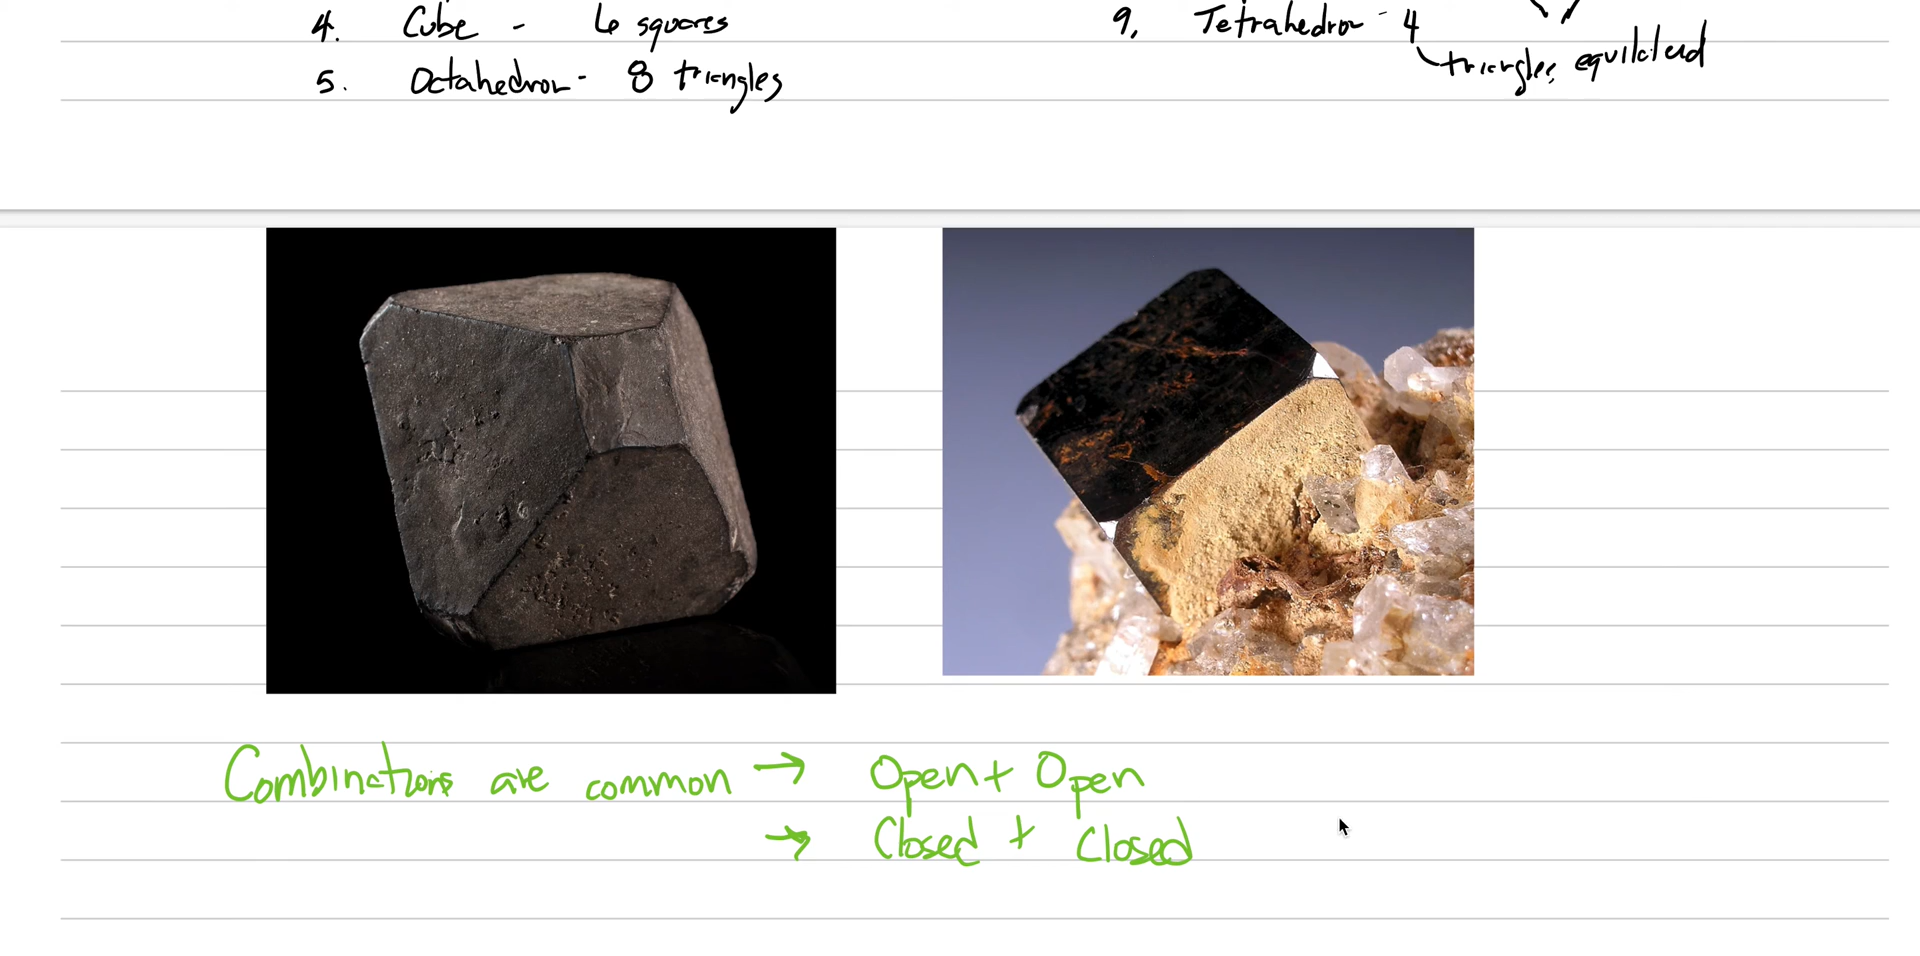 4. Cube - 6 squares
5. Octahedron - 8 triangles
9. Tetrahedron - 4
triangles equilateral
Combinations are common → Open + Open
→ Closed + Closed